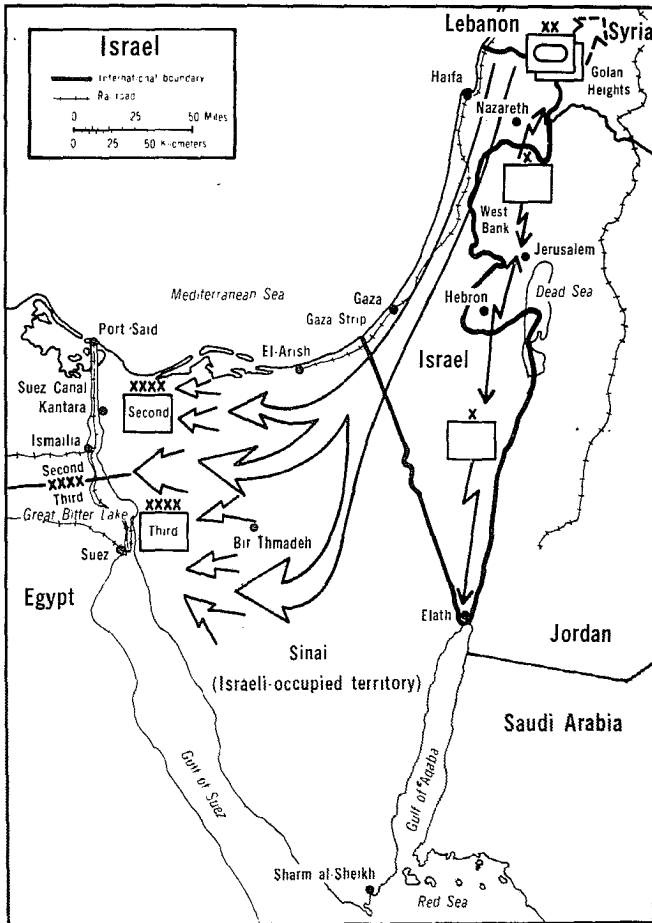 Israel
International boundary
Railroad
0 25 50 Miles
0 25 50 Kilometers
Lebanon
XX
Syria
Golan
Heights
Haifa
Nazareth
X
West
Bank
Jerusalem
Mediterranean Sea
Gaza
Gaza Strip
Hebron
Dead Sea
Port Said
El-Arish
Israel
Suez Canal
Kantara
XXXX
Second
X
Ismailia
Second
XXXX
Third
XXXX
Third
Great Bitter Lake
Bir Thmadeh
Suez
Egypt
Elath
Jordan
Sinai
(Israeli-occupied territory)
Saudi Arabia
Gulf of Suez
Gulf of Aqaba
Sharm al-Sheikh
Red Sea